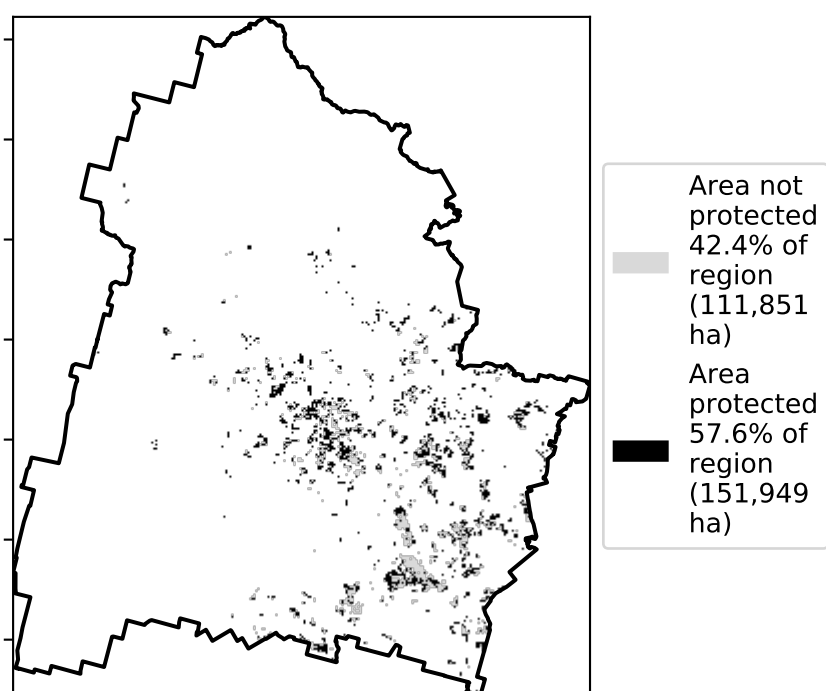 Area not
protected
42.4% of
region
(111,851
ha)
Area
protected
57.6% of
region
(151,949
ha)